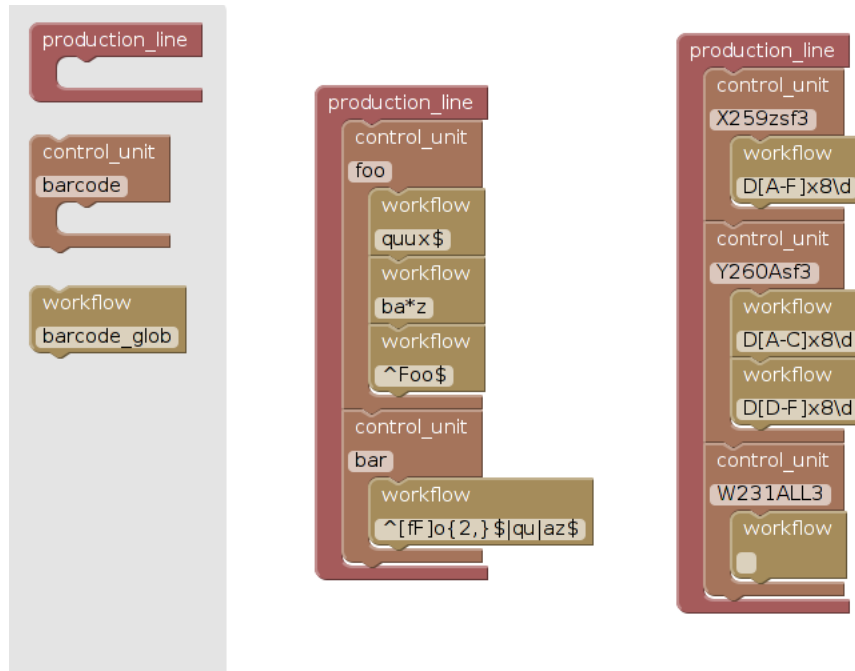 production_line
control_unit
barcode
workflow
barcode_glob
production_line
control_unit
foo
workflow
quux$
workflow
ba*z
workflow
^Foo$
control_unit
bar
workflow
^[fF]o{2,}$|qu|az$
production_line
control_unit
X259zsf3
workflow
D[A-F]x8\d
control_unit
Y260Asf3
workflow
D[A-C]x8\d
workflow
D[D-F]x8\d
control_unit
W231ALL3
workflow